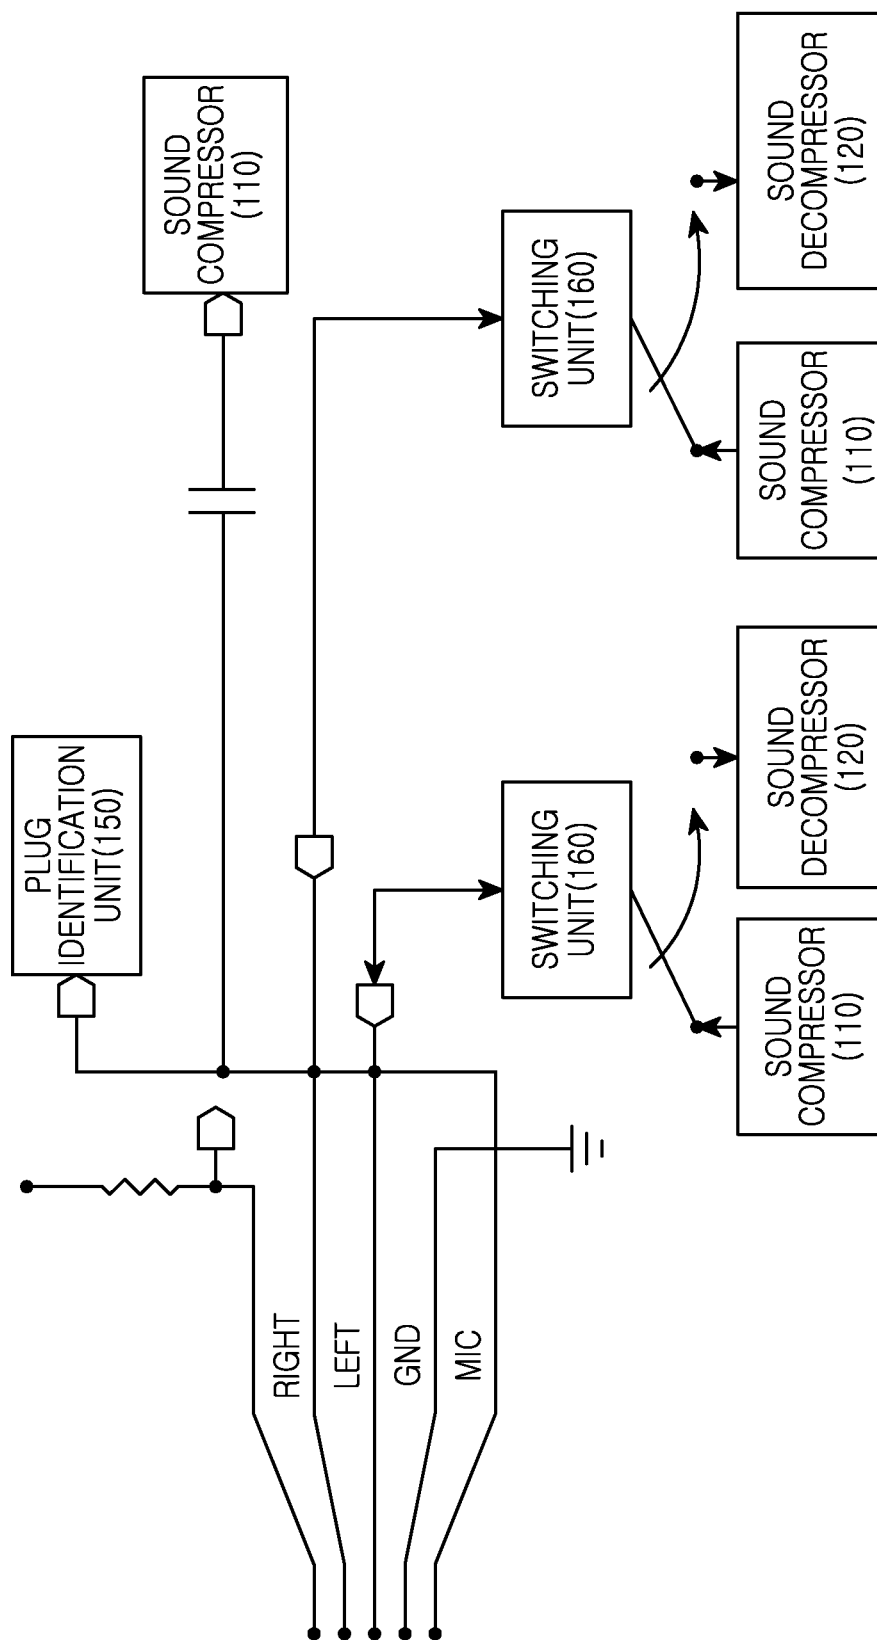 PLUG
IDENTIFICATION
UNIT(150)
SOUND
COMPRESSOR
(110)
RIGHT
LEFT
GND
MIC
SWITCHING
UNIT(160)
SWITCHING
UNIT(160)
SOUND
COMPRESSOR
(110)
SOUND
DECOMPRESSOR
(120)
SOUND
COMPRESSOR
(110)
SOUND
DECOMPRESSOR
(120)